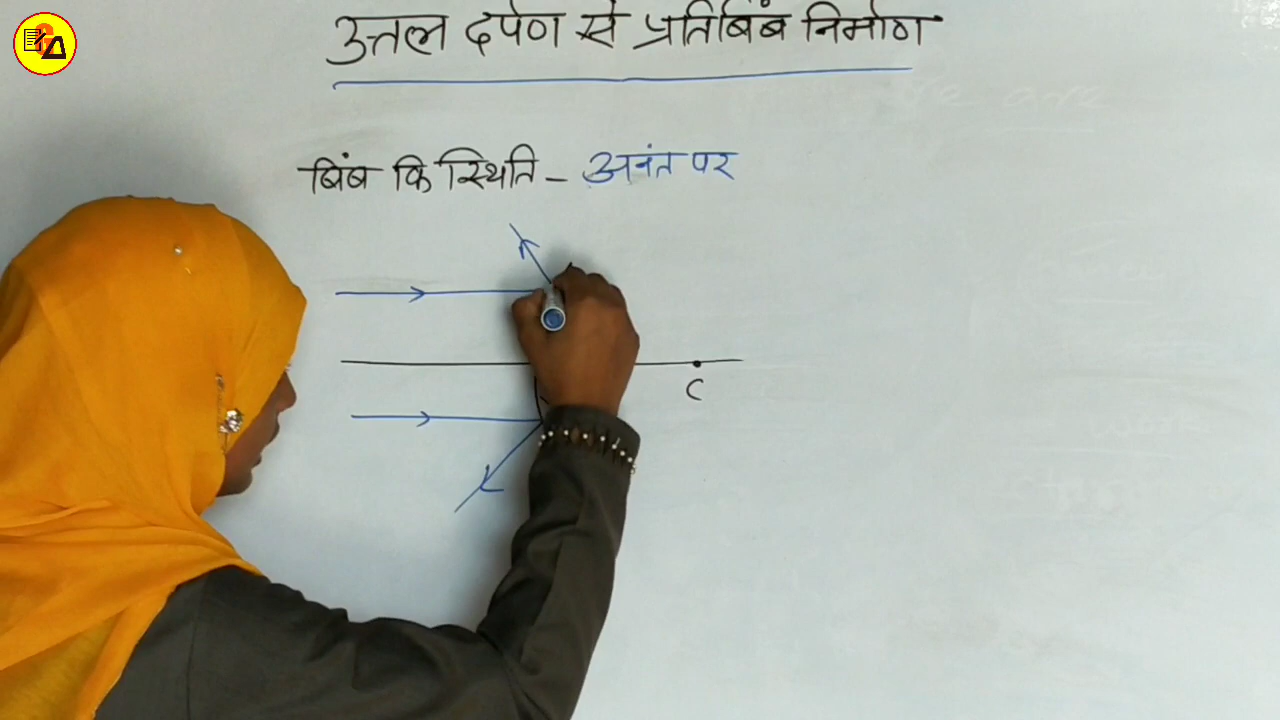 उत्तल दर्पण से प्रतिबिंब निर्माण
बिंब कि स्थिति - अनंत पर
C